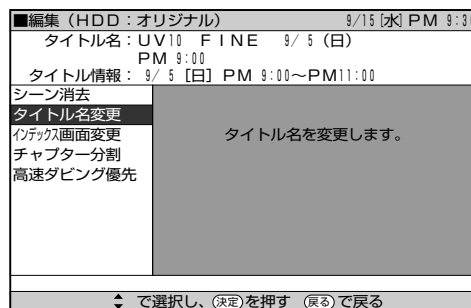 ■編集（HDD：オリジナル） 9/15[水]PM 9:3
タイトル名：UV10 FINE 9/ 5（日）
PM 9:00
タイトル情報： 9/ 5［日］PM 9:00〜PM11:00
シーン消去
タイトル名変更
インデックス画面変更
チャプター分割
高速ダビング優先
タイトル名を変更します。
で選択し、決定を押す 戻るで戻る